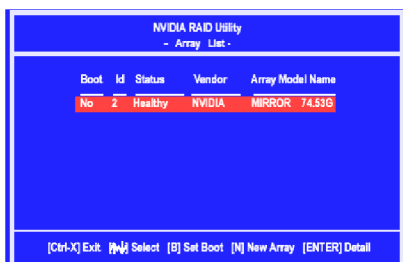 NVIDIA RAID Utility
- Array List -
Boot Id Status Vendor Array Model Name
No 2 Healthy NVIDIA MIRROR 74.53G
[Ctrl-X] Exit [↑↓] Select [B] Set Boot [N] New Array [ENTER] Detail